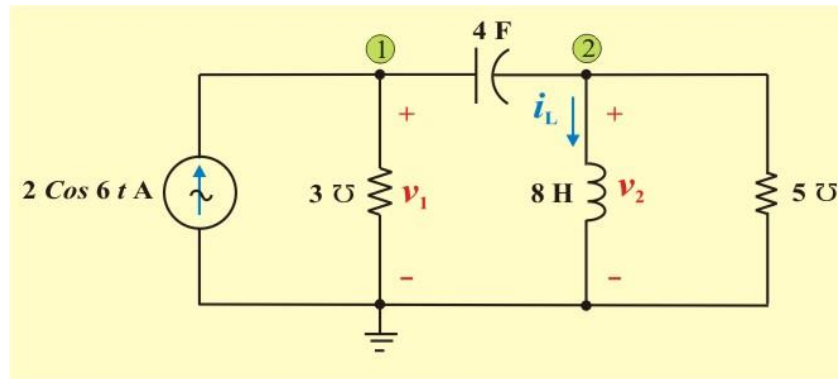 4 F
1
2
+
i_L
+
2 Cos 6 t A
3 ℧
v_1
8 H
v_2
5 ℧
−
−